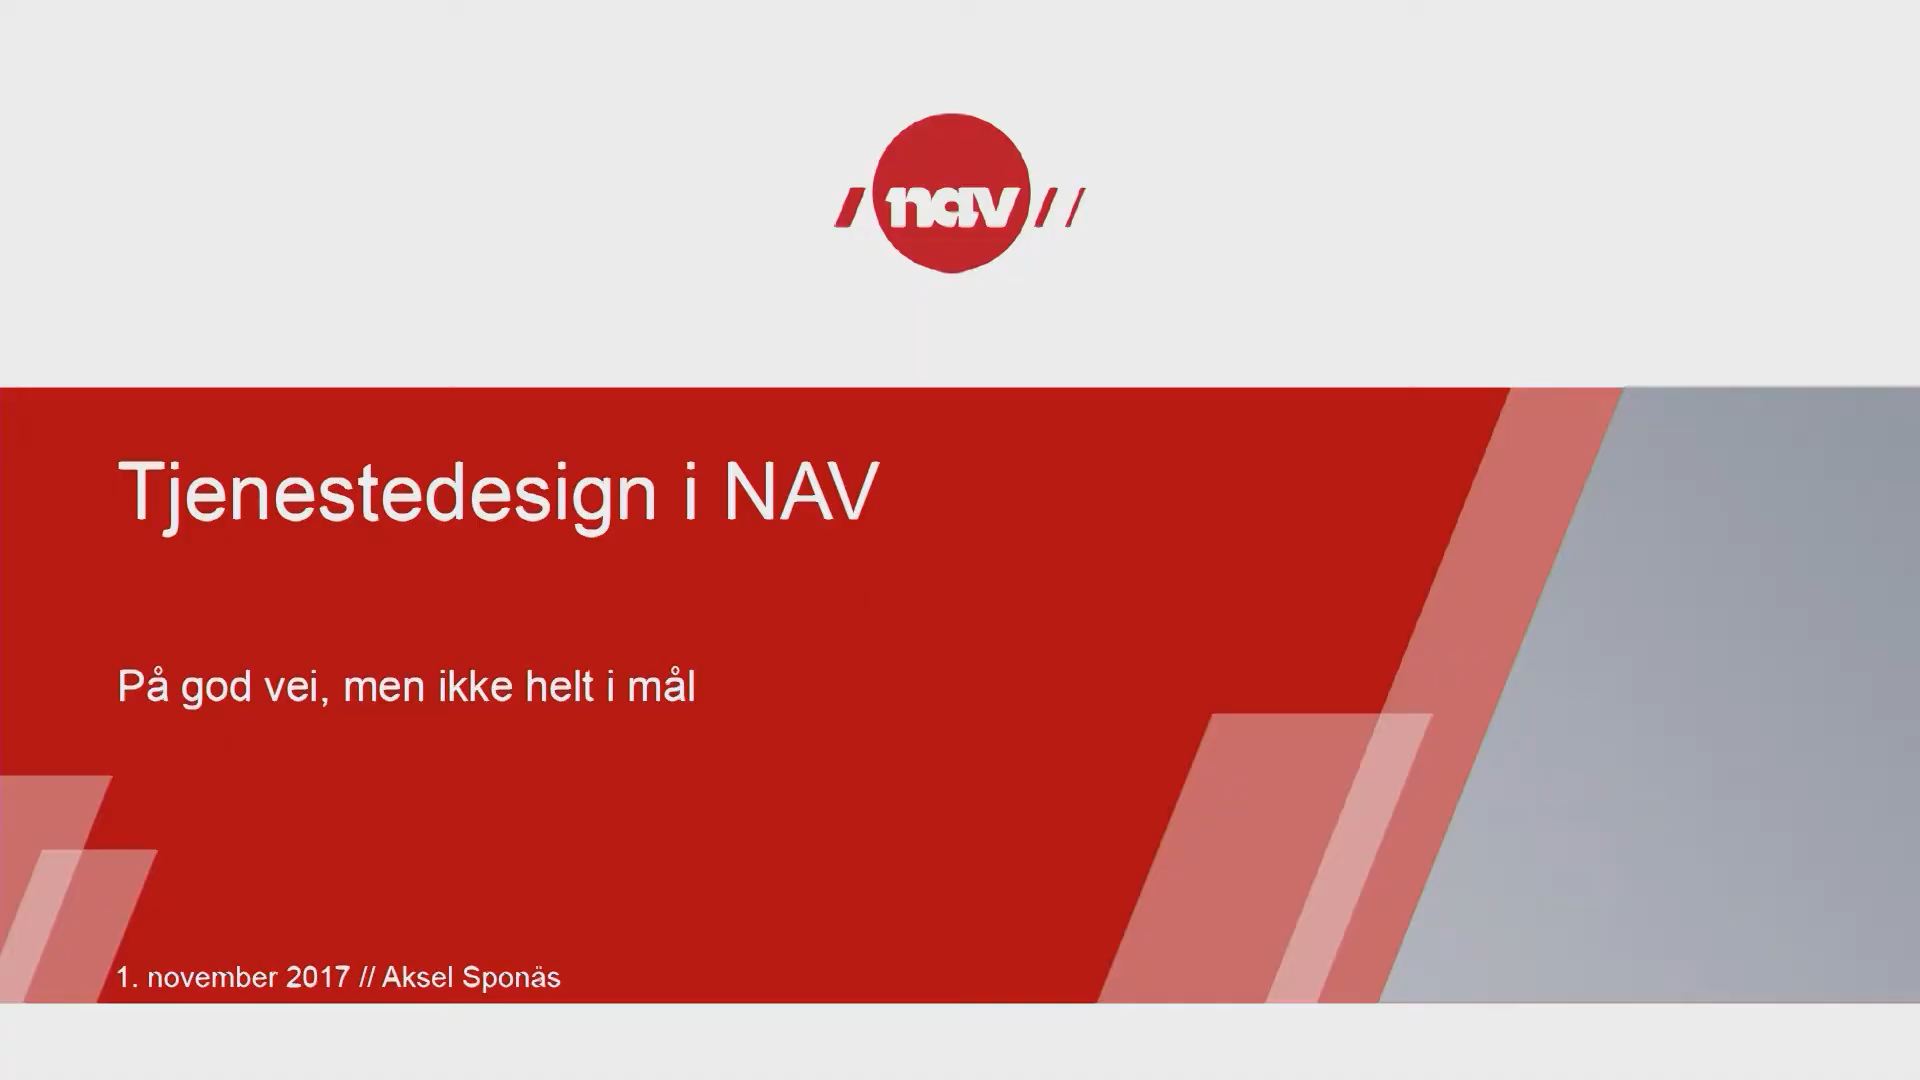 nav
Tjenestedesign i NAV
På god vei, men ikke helt i mål
1. november 2017 // Aksel Sponäs